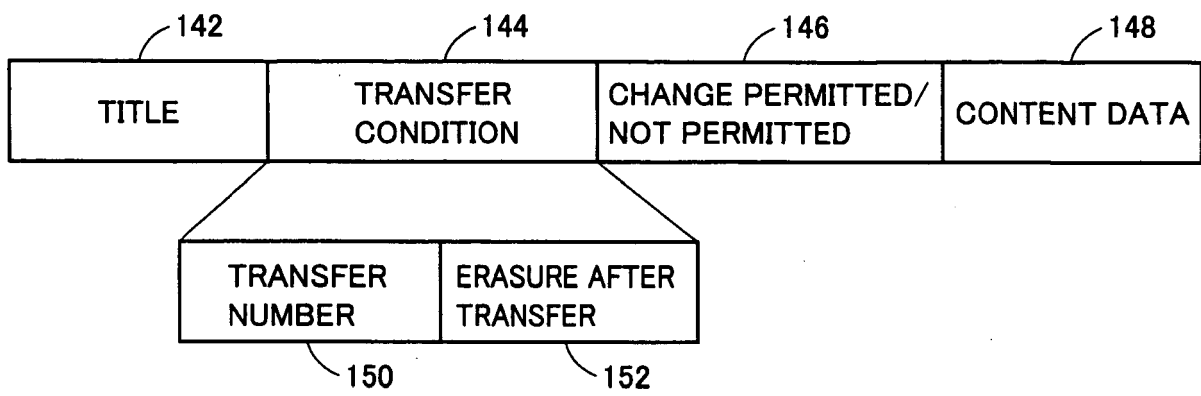 142 144 146 148
TITLE
TRANSFER
CONDITION
CHANGE PERMITTED/
NOT PERMITTED
CONTENT DATA
TRANSFER
NUMBER
ERASURE AFTER
TRANSFER
150 152